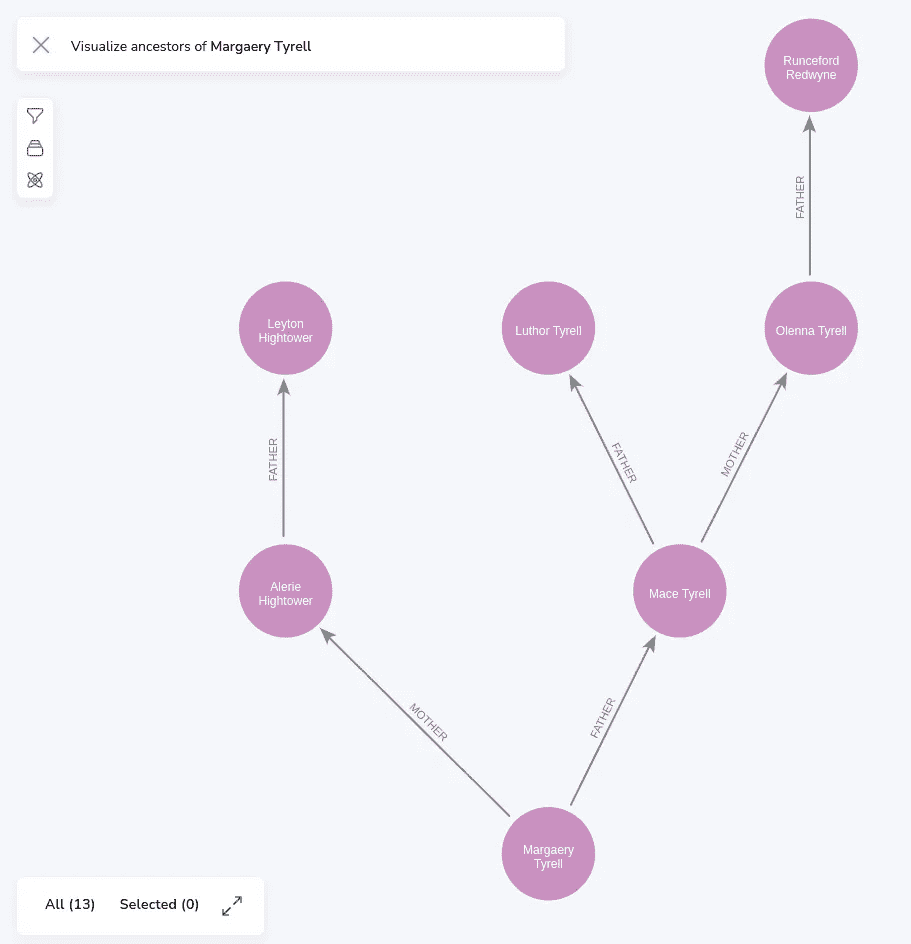 Visualize ancestors of Margaery Tyrell
Runceford
Redwyne
FATHER
Leyton
Hightower
Luthor Tyrell
Olenna Tyrell
FATHER
FATHER
MOTHER
Alerie
Hightower
Mace Tyrell
MOTHER
FATHER
Margaery
Tyrell
All (13)
Selected (0)